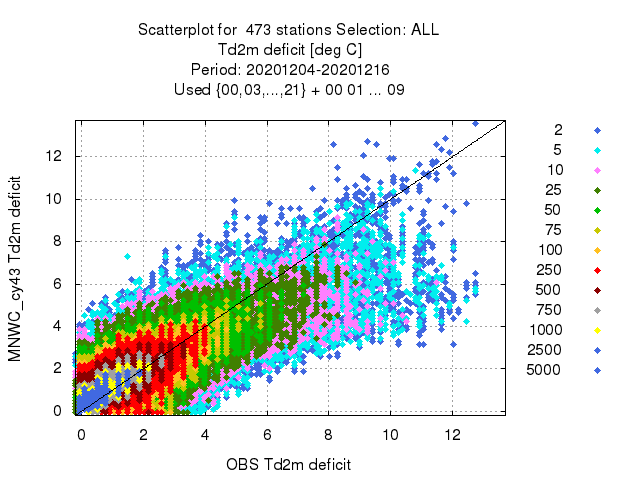 Scatterplot for 473 stations Selection: ALL
Td2m deficit [deg C]
Period: 20201204-20201216
Used {00,03,...,21} + 00 01 ... 09
MNWC_cy43 Td2m deficit
12
10
8
6
4
2
0
0 2 4 6 8 10 12
OBS Td2m deficit
2
5
10
25
50
75
100
250
500
750
1000
2500
5000